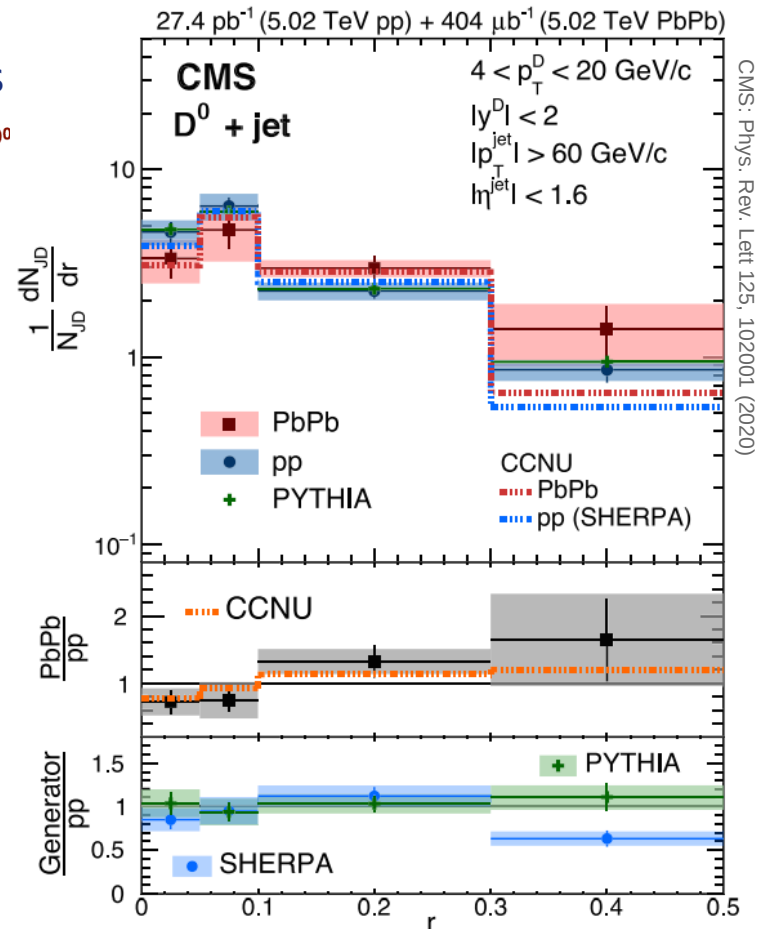 27.4 pb⁻¹ (5.02 TeV pp) + 404 μb⁻¹ (5.02 TeV PbPb)
CMS
D⁰ + jet
4 < p_T^D < 20 GeV/c
|y^D| < 2
|p_T^jet| > 60 GeV/c
|η^jet| < 1.6
CMS: Phys. Rev. Lett 125, 102001 (2020)
1/N_JD dN_JD/dr
10
1
10⁻¹
PbPb
pp
PYTHIA
CCNU
PbPb
pp (SHERPA)
PbPb/pp
2
1
CCNU
Generator/pp
1.5
1
0.5
0
PYTHIA
SHERPA
0 0.1 0.2 0.3 0.4 0.5
r